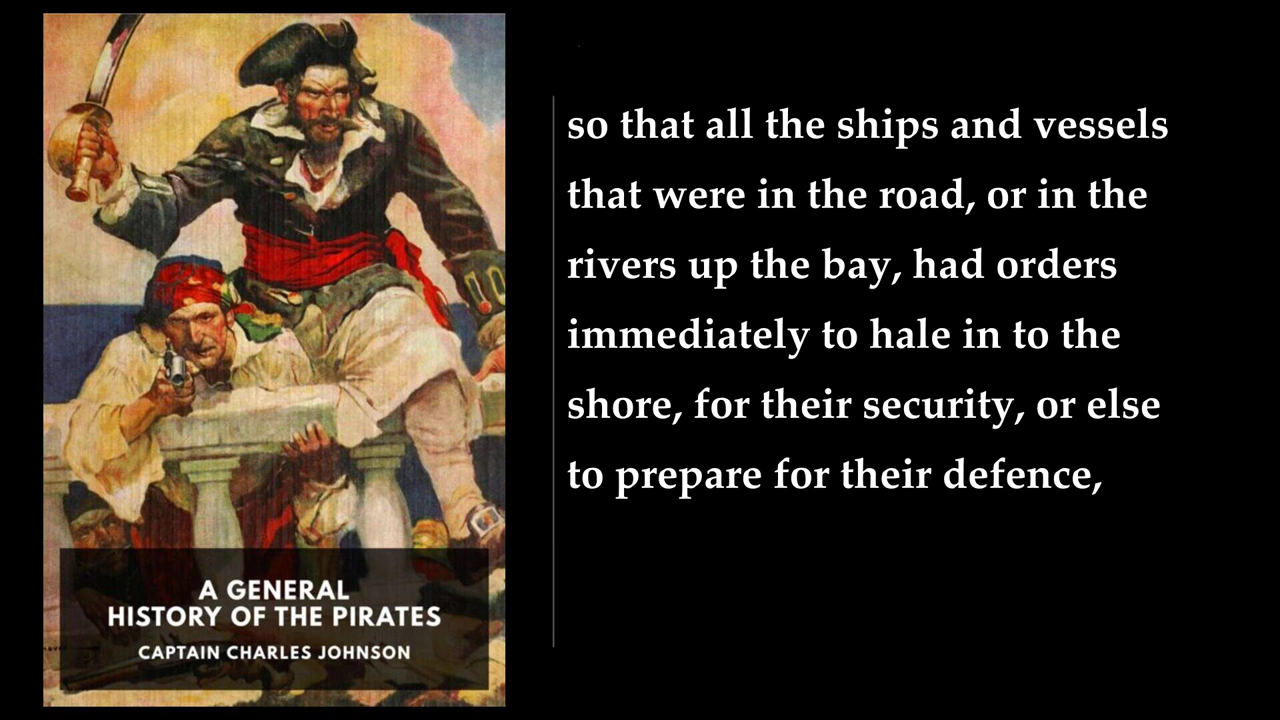 so that all the ships and vessels
that were in the road, or in the
rivers up the bay, had orders
immediately to hale in to the
shore, for their security, or else
to prepare for their defence,
A GENERAL
HISTORY OF THE PIRATES
CAPTAIN CHARLES JOHNSON